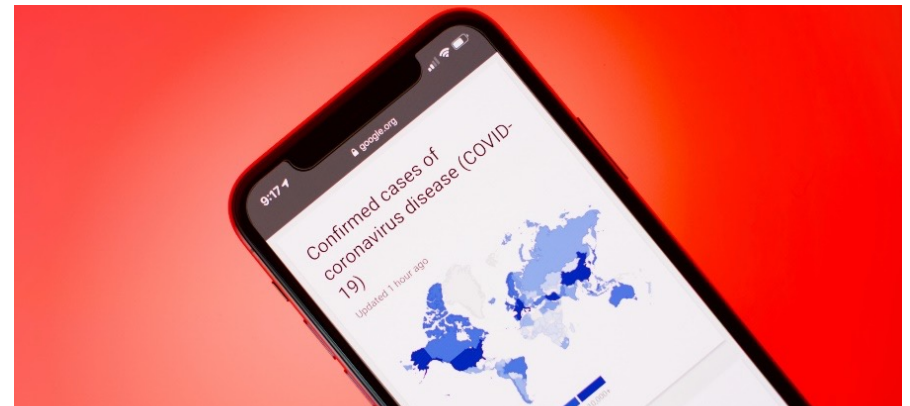 9:17
google.org
Confirmed cases of
coronavirus disease (COVID-
19)
Updated 1 hour ago